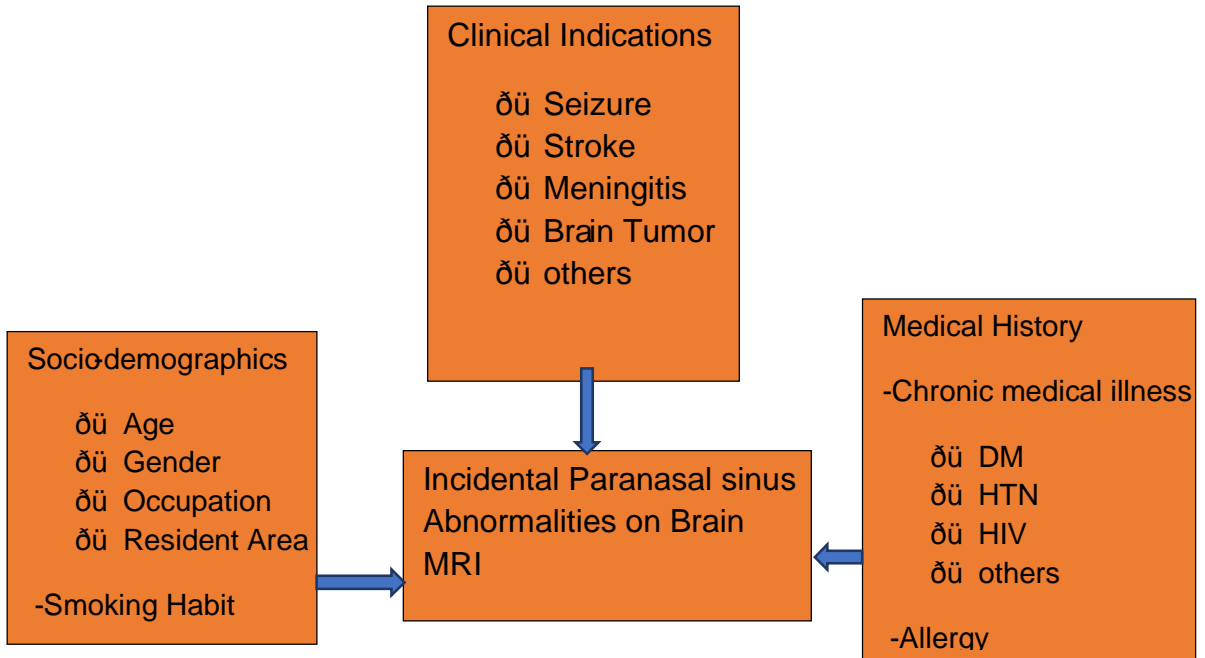 Clinical Indications
ðü Seizure
ðü Stroke
ðü Meningitis
ðü Brain Tumor
ðü others
Socio-demographics
ðü Age
ðü Gender
ðü Occupation
ðü Resident Area
-Smoking Habit
Incidental Paranasal sinus
Abnormalities on Brain
MRI
Medical History
-Chronic medical illness
ðü DM
ðü HTN
ðü HIV
ðü others
-Allergy